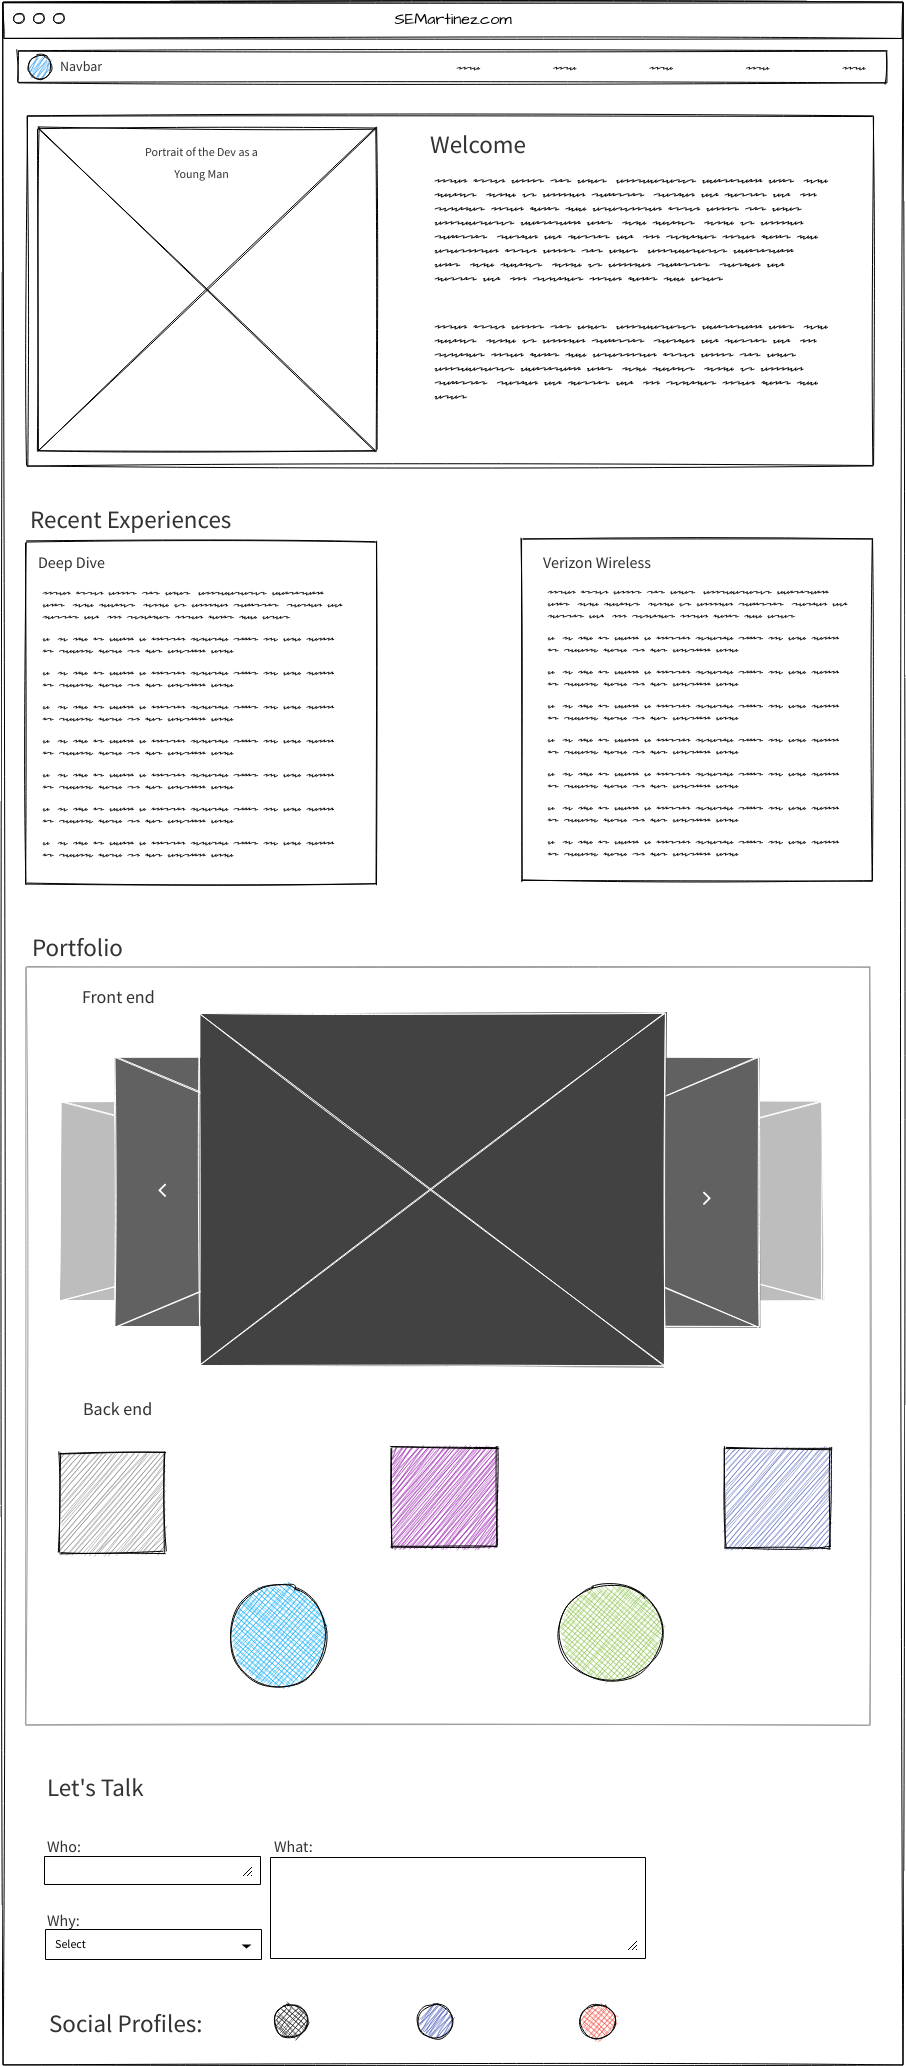 SEMartinez.com
Navbar
Portrait of the Dev as a
Young Man
Welcome
Recent Experiences
Deep Dive
Verizon Wireless
Portfolio
Front end
Back end
Let's Talk
Who:
What:
Why:
Select
Social Profiles: